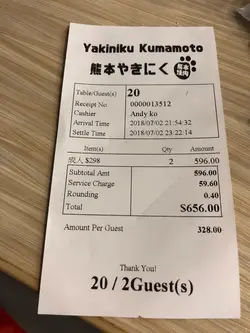 Yakiniku Kumamoto
熊本やきにく
Table/Guest(s) 20 /
Receipt No. 0000013512
Cashier Andy ko
Arrival Time 2018/07/02 21:54:32
Settle Time 2018/07/02 23:22:14
Item(s) Qty Amount
成人 $298 2 596.00
Subtotal Amt 596.00
Service Charge 59.60
Rounding 0.40
Total $656.00
Amount Per Guest 328.00
Thank You!
20 / 2Guest(s)